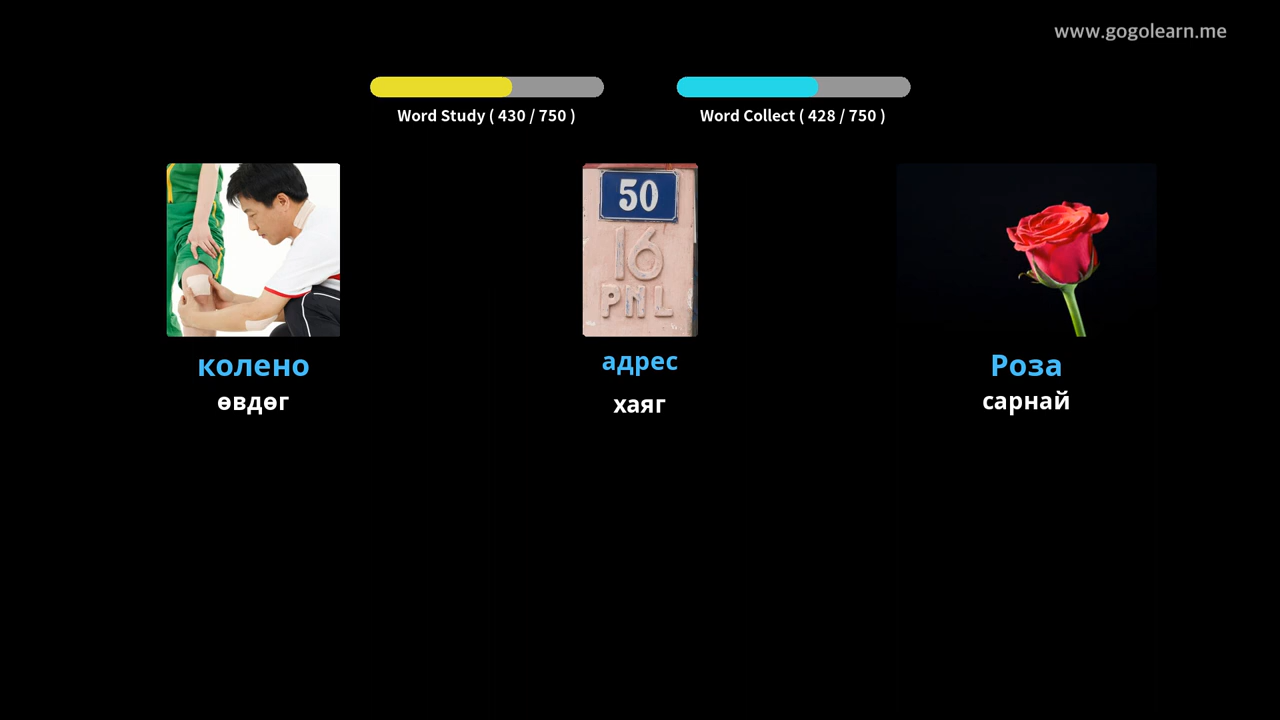 www.gogolearn.me
Word Study ( 430 / 750 )
Word Collect ( 428 / 750 )
50
16
PNL
колено
өвдөг
адрес
хаяг
Роза
сарнай